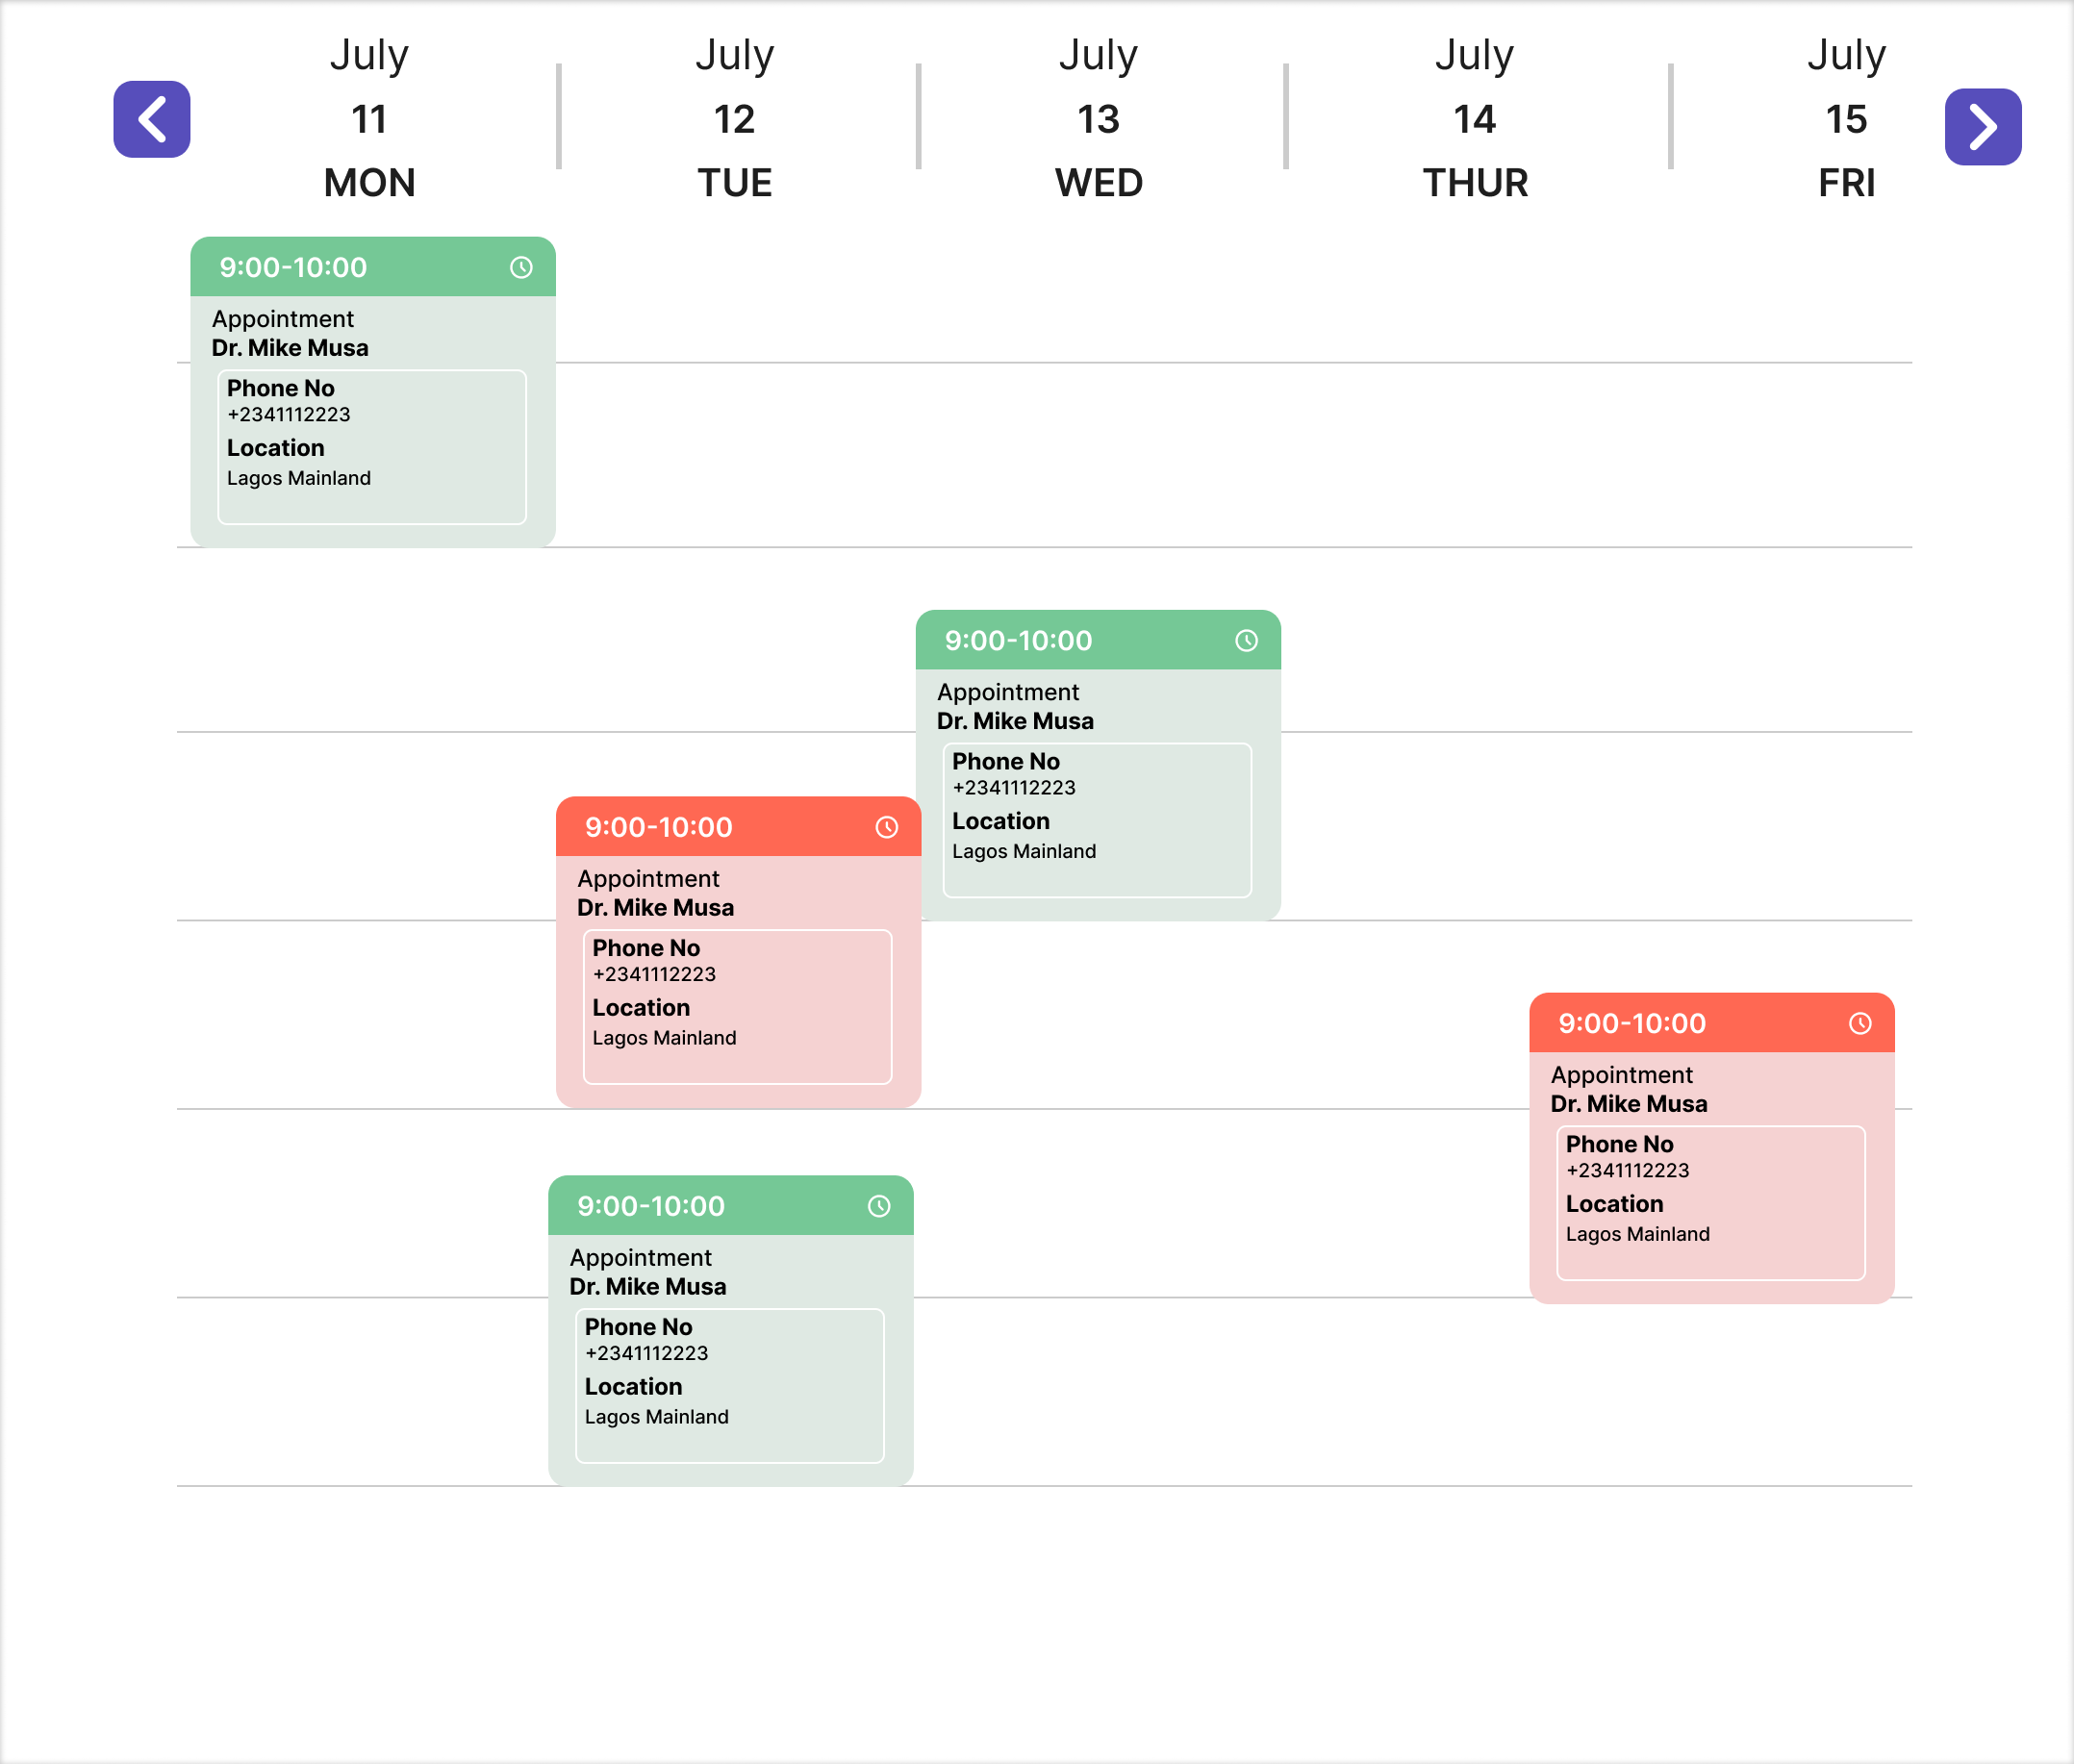 July
11
MON
July
12
TUE
July
13
WED
July
14
THUR
July
15
FRI
9:00-10:00
Appointment
Dr. Mike Musa
Phone No
+2341112223
Location
Lagos Mainland
9:00-10:00
Appointment
Dr. Mike Musa
Phone No
+2341112223
Location
Lagos Mainland
9:00-10:00
Appointment
Dr. Mike Musa
Phone No
+2341112223
Location
Lagos Mainland
9:00-10:00
Appointment
Dr. Mike Musa
Phone No
+2341112223
Location
Lagos Mainland
9:00-10:00
Appointment
Dr. Mike Musa
Phone No
+2341112223
Location
Lagos Mainland